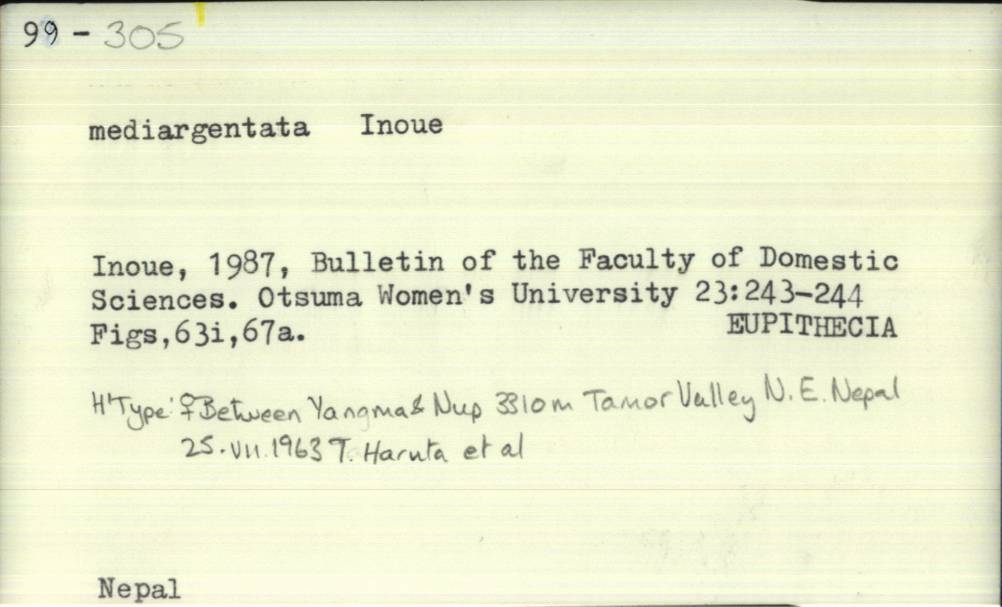 99 - 305
mediargentata Inoue
Inoue, 1987, Bulletin of the Faculty of Domestic
Sciences. Otsuma Women's University 23:243-244
Figs,63i,67a. EUPITHECIA
H'Type' ♀ Between Yangma & Nup 3310m Tamor Valley N.E. Nepal
25.VII.1963 T. Haruta et al
Nepal